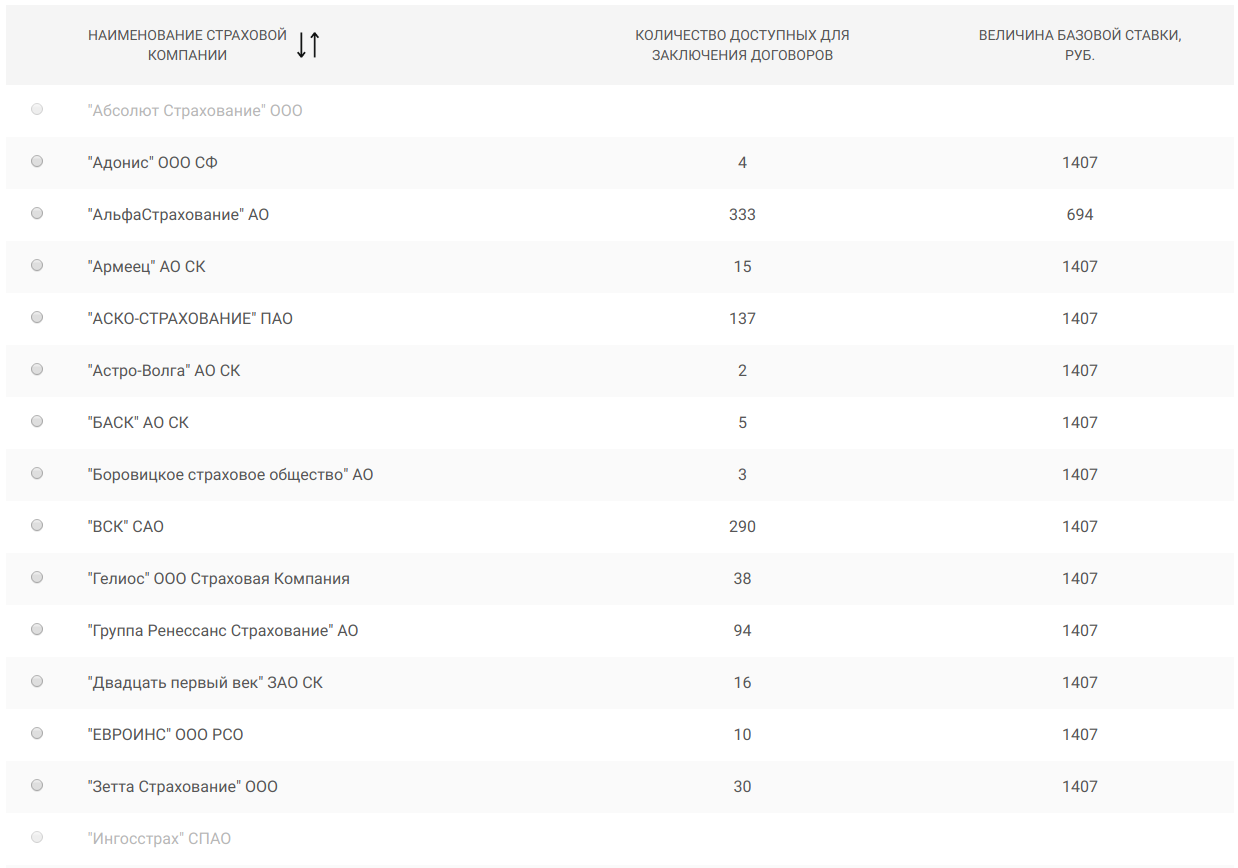 НАИМЕНОВАНИЕ СТРАХОВОЙ
КОМПАНИИ
КОЛИЧЕСТВО ДОСТУПНЫХ ДЛЯ
ЗАКЛЮЧЕНИЯ ДОГОВОРОВ
ВЕЛИЧИНА БАЗОВОЙ СТАВКИ,
РУБ.
"Абсолют Страхование" ООО
"Адонис" ООО СФ 4 1407
"АльфаСтрахование" АО 333 694
"Армеец" АО СК 15 1407
"АСКО-СТРАХОВАНИЕ" ПАО 137 1407
"Астро-Волга" АО СК 2 1407
"БАСК" АО СК 5 1407
"Боровицкое страховое общество" АО 3 1407
"ВСК" САО 290 1407
"Гелиос" ООО Страховая Компания 38 1407
"Группа Ренессанс Страхование" АО 94 1407
"Двадцать первый век" ЗАО СК 16 1407
"ЕВРОИНС" ООО РСО 10 1407
"Зетта Страхование" ООО 30 1407
"Ингосстрах" СПАО